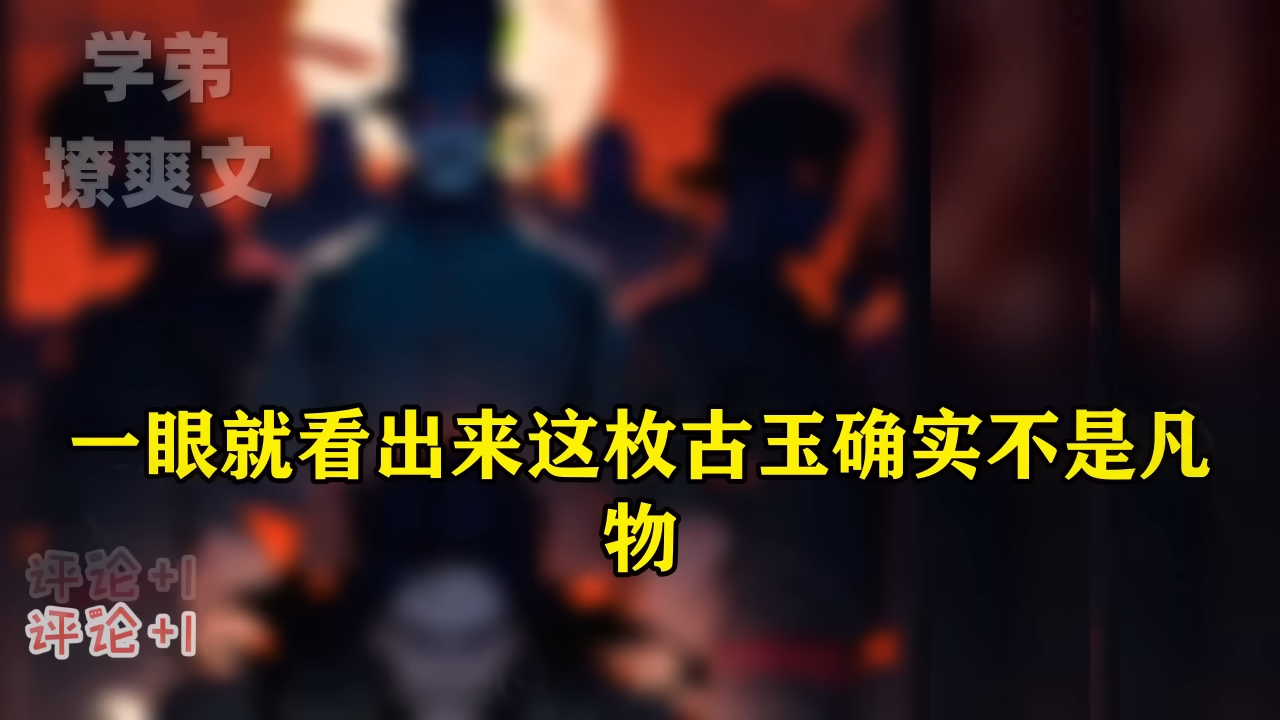 学弟
撩爽文
一眼就看出来这枚古玉确实不是凡
物
评论+1
评论+1